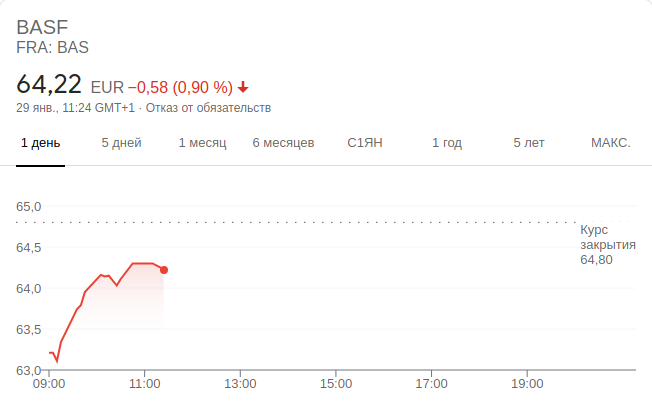 BASF
FRA: BAS
64,22 EUR −0,58 (0,90 %)
29 янв., 11:24 GMT+1 · Отказ от обязательств
1 день 5 дней 1 месяц 6 месяцев С1ЯН 1 год 5 лет МАКС.
65,0
Курс
закрытия
64,80
64,5
64,0
63,5
63,0
09:00 11:00 13:00 15:00 17:00 19:00